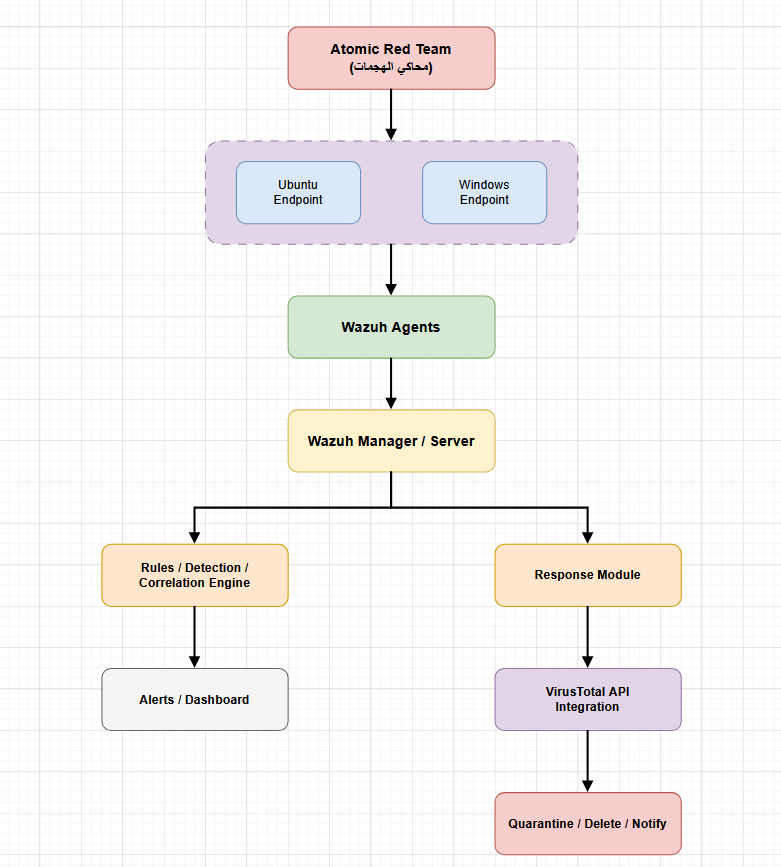 Atomic Red Team
(محاكي الهجمات)
Ubuntu
Endpoint
Windows
Endpoint
Wazuh Agents
Wazuh Manager / Server
Rules / Detection /
Correlation Engine
Response Module
Alerts / Dashboard
VirusTotal API
Integration
Quarantine / Delete / Notify